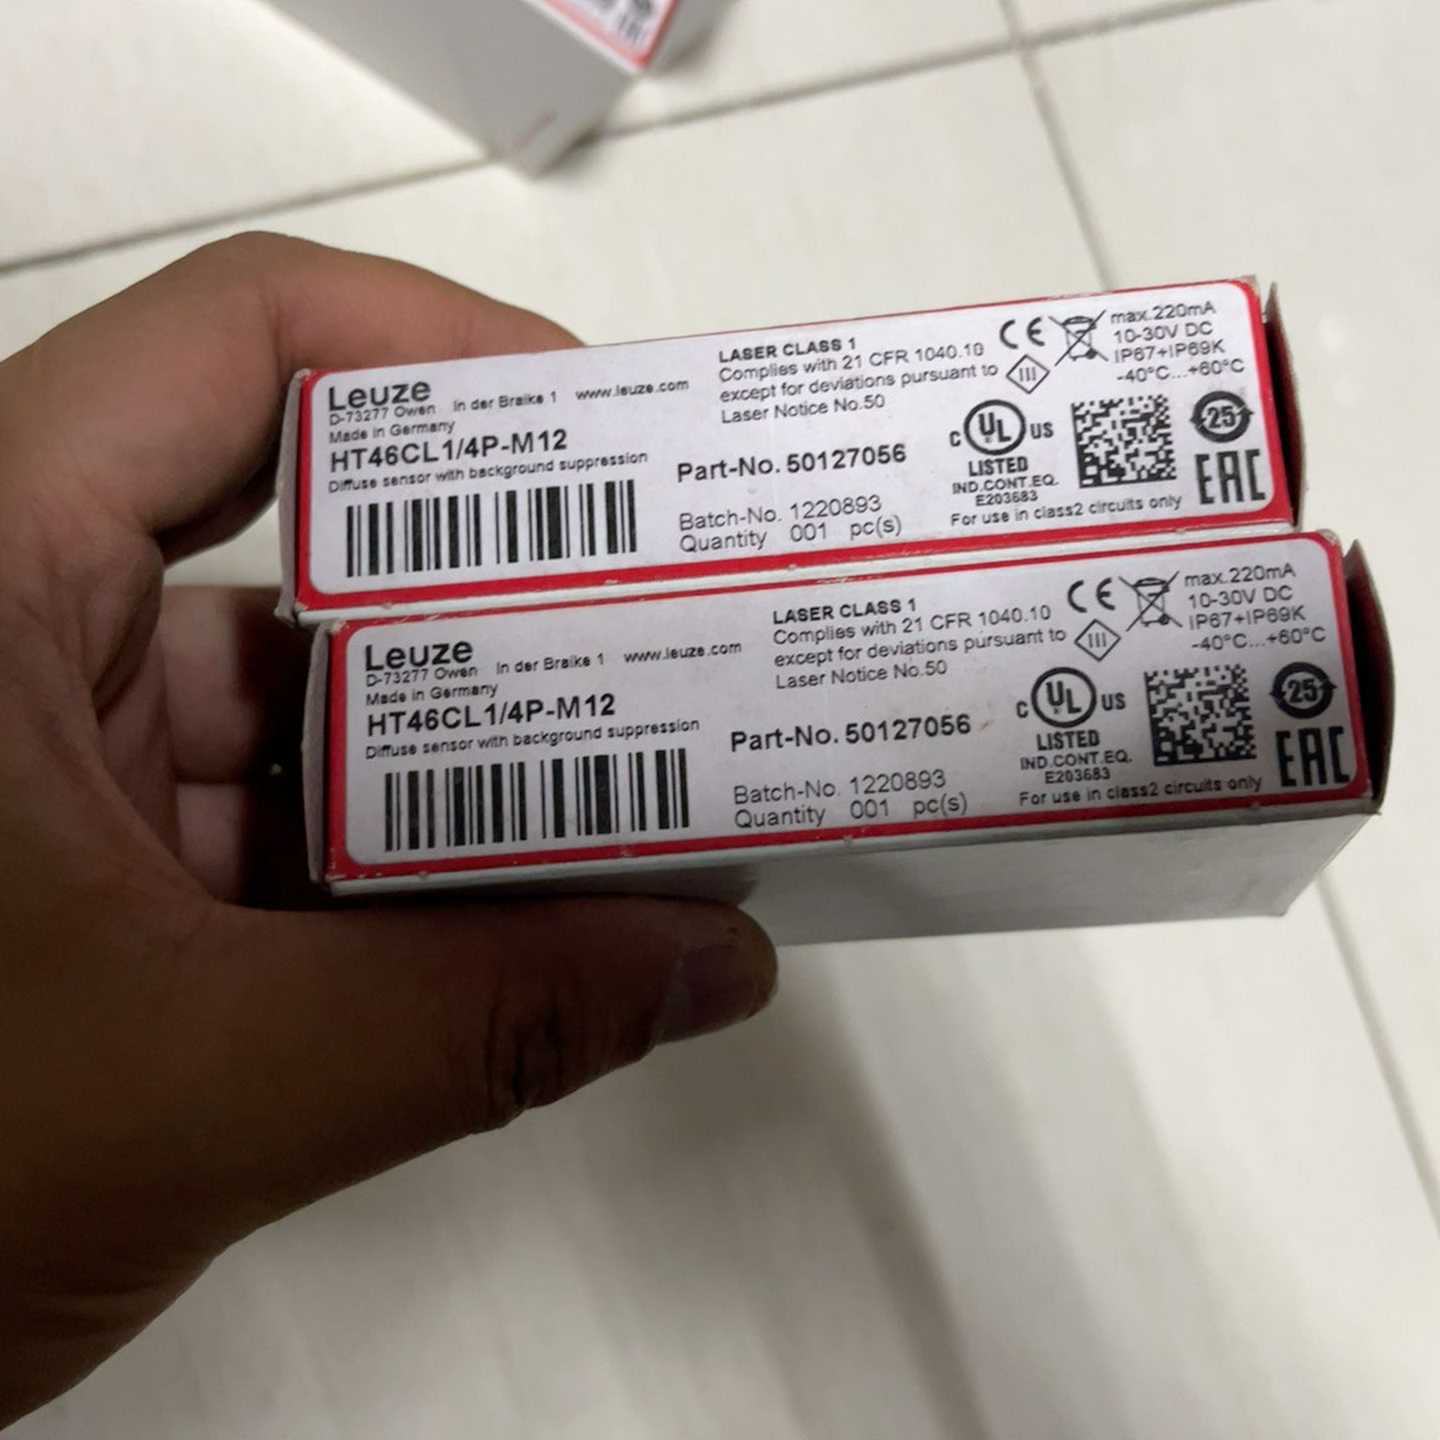 Leuze
D-73277 Owen In der Braike 1 www.leuze.com
Made in Germany
HT46CL1/4P-M12
Diffuse sensor with background suppression
LASER CLASS 1
Complies with 21 CFR 1040.10
except for deviations pursuant to
Laser Notice No.50
Part-No. 50127056
Batch-No. 1220893
Quantity 001 pc(s)
CE
III
max.220mA
10-30V DC
IP67+IP69K
-40°C...+60°C
C UL US
LISTED
IND.CONT.EQ.
E203683
For use in class2 circuits only
25
EAC
Leuze
D-73277 Owen In der Braike 1 www.leuze.com
Made in Germany
HT46CL1/4P-M12
Diffuse sensor with background suppression
LASER CLASS 1
Complies with 21 CFR 1040.10
except for deviations pursuant to
Laser Notice No.50
Part-No. 50127056
Batch-No. 1220893
Quantity 001 pc(s)
CE
III
max.220mA
10-30V DC
IP67+IP69K
-40°C...+60°C
C UL US
LISTED
IND.CONT.EQ.
E203683
For use in class2 circuits only
25
EAC